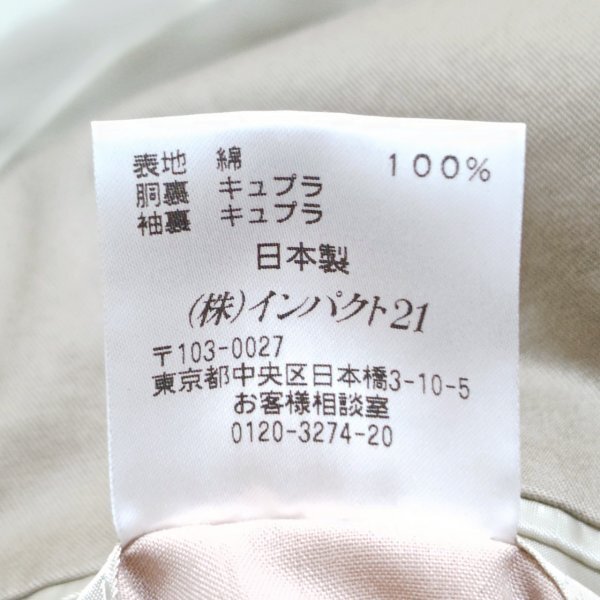 表地 綿 100%
胴裏 キュプラ
袖裏 キュプラ
日本製
(株)インパクト21
〒103-0027
東京都中央区日本橋3-10-5
お客様相談室
0120-3274-20